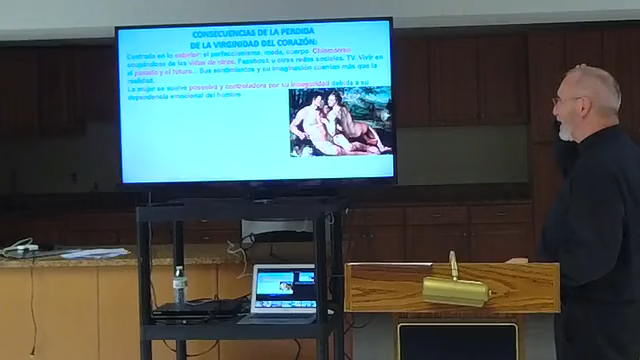 CONSECUENCIAS DE LA PERDIDA
DE LA VIRGINIDAD DEL CORAZÓN:
Centrada en lo exterior: el perfeccionismo, moda, cuerpo. Chismorreo
ocupándose de las vidas de otros, Facebook u otras redes sociales, TV. Vivir en
el pasado y el futuro... Sus sentimientos y su imaginación cuentan más que la
realidad.
La mujer se vuelve posesiva y controladora por su inseguridad debida a su
dependencia emocional del hombre